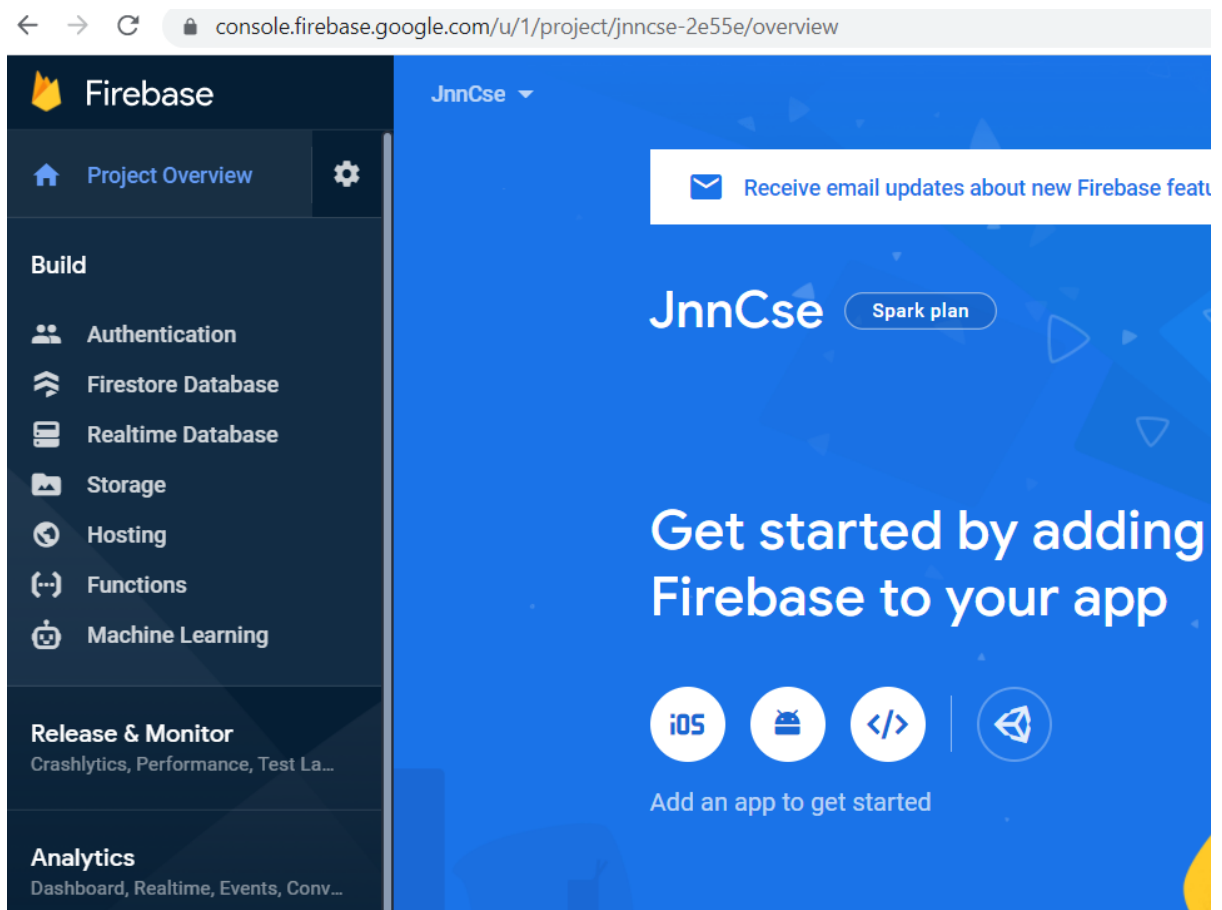 console.firebase.google.com/u/1/project/jnncse-2e55e/overview
Firebase
JnnCse
Project Overview
Receive email updates about new Firebase featu
Build
JnnCse
Spark plan
Authentication
Firestore Database
Realtime Database
Storage
Hosting
Functions
Machine Learning
Get started by adding
Firebase to your app
iOS
Add an app to get started
Release & Monitor
Crashlytics, Performance, Test La...
Analytics
Dashboard, Realtime, Events, Conv...